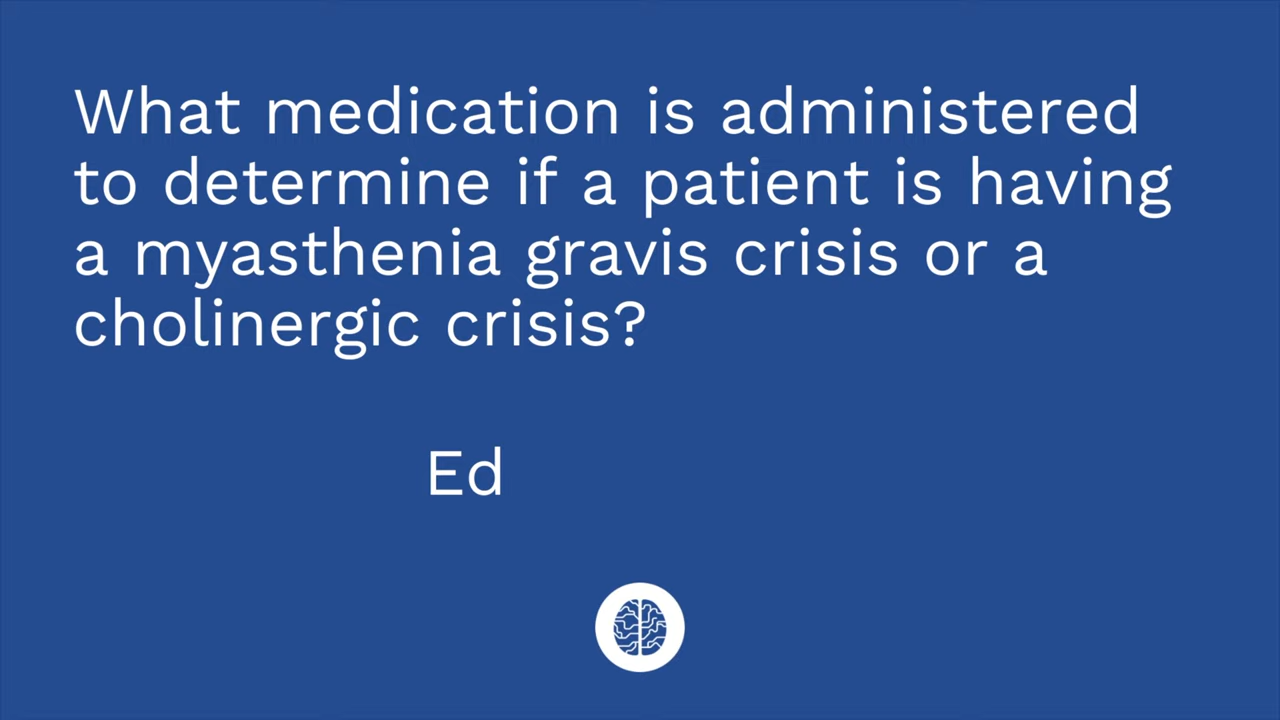 What medication is administered
to determine if a patient is having
a myasthenia gravis crisis or a
cholinergic crisis?
Ed